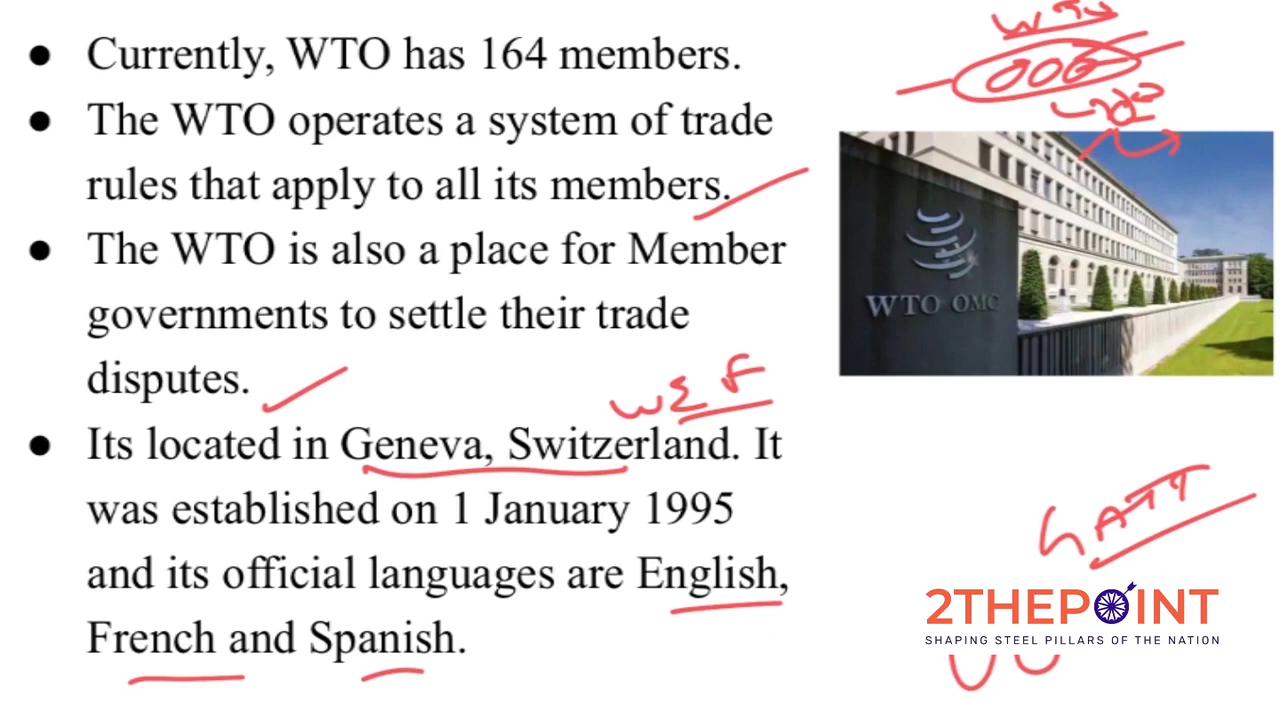 ● Currently, WTO has 164 members.
● The WTO operates a system of trade
rules that apply to all its members.
● The WTO is also a place for Member
governments to settle their trade
disputes.
● Its located in Geneva, Switzerland. It
was established on 1 January 1995
and its official languages are English,
French and Spanish.
WTO
WTO OMC
WEF
GATT
2THEPOINT
SHAPING STEEL PILLARS OF THE NATION